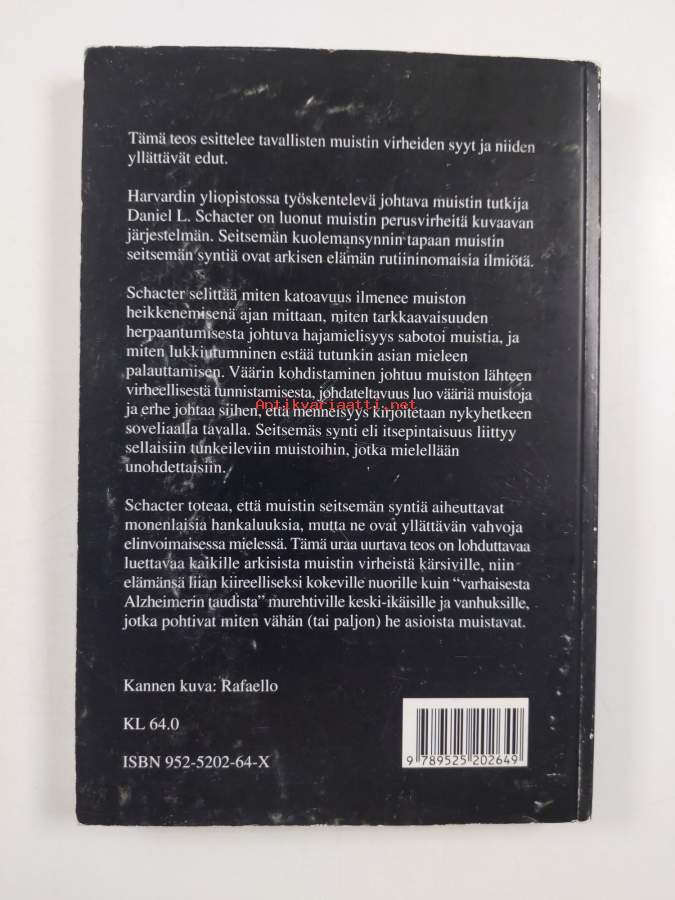 Tämä teos esittelee tavallisten muistin virheiden syyt ja niiden
yllättävät edut.
Harvardin yliopistossa työskentelevä johtava muistin tutkija
Daniel L. Schacter on luonut muistin perusvirheitä kuvaavan
järjestelmän. Seitsemän kuolemansynnin tapaan muistin
seitsemän syntiä ovat arkisen elämän rutiininomaisia ilmiötä.
Schacter selittää miten katoavuus ilmenee muiston
heikkenemisenä ajan mittaan, miten tarkkaavaisuuden
herpaantumisesta johtuva hajamielisyys sabotoi muistia, ja
miten lukkiutumninen estää tutunkin asian mieleen
palauttamisen. Väärin kohdistaminen johtuu muiston lähteen
virheellisestä tunnistamisesta, johdateltavuus luo vääriä muistoja
Antikvariaatti.net
ja erhe johtaa siihen, että menneisyys kirjoitetaan nykyhetkeen
soveliaalla tavalla. Seitsemäs synti eli itsepintaisuus liittyy
sellaisiin tunkeileviin muistoihin, jotka mielellään
unohdettaisiin.
Schacter toteaa, että muistin seitsemän syntiä aiheuttavat
monenlaisia hankaluuksia, mutta ne ovat yllättävän vahvoja
elinvoimaisessa mielessä. Tämä uraa uurtava teos on lohduttavaa
luettavaa kaikille arkisista muistin virheistä kärsiville, niin
elämänsä liian kiireelliseksi kokeville nuorille kuin “varhaisesta
Alzheimerin taudista” murehtiville keski-ikäisille ja vanhuksille,
jotka pohtivat miten vähän (tai paljon) he asioista muistavat.
Kannen kuva: Rafaello
KL 64.0
ISBN 952-5202-64-X
9 789525 202649